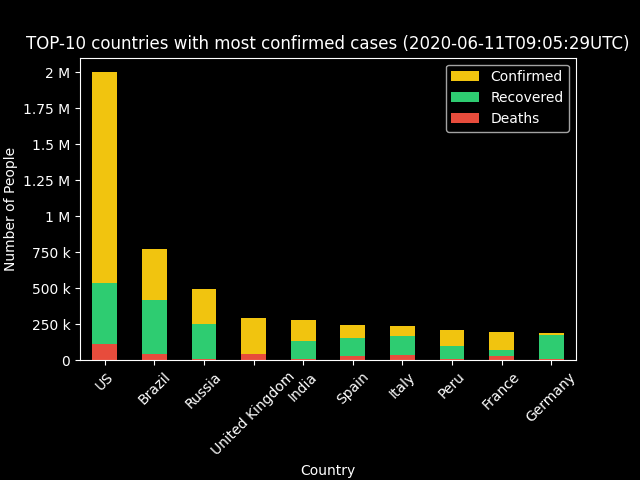 TOP-10 countries with most confirmed cases (2020-06-11T09:05:29UTC)
Confirmed
Recovered
Deaths
Number of People
2 M
1.75 M
1.5 M
1.25 M
1 M
750 k
500 k
250 k
0
US
Brazil
Russia
United Kingdom
India
Spain
Italy
Peru
France
Germany
Country